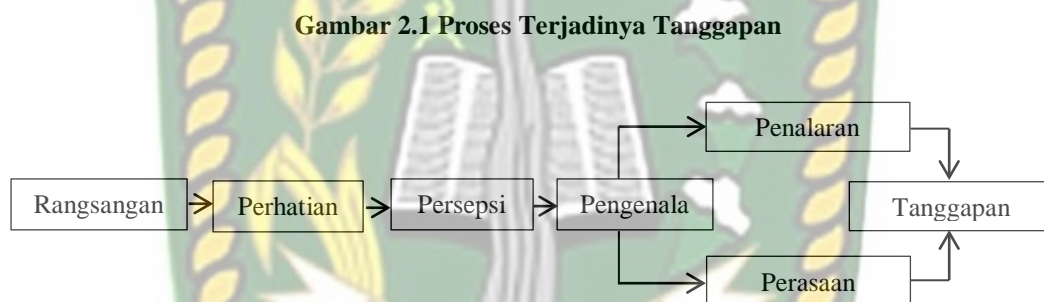 Gambar 2.1 Proses Terjadinya Tanggapan
Penalaran
Rangsangan
Perhatian
Persepsi
Pengenala
Tanggapan
Perasaan